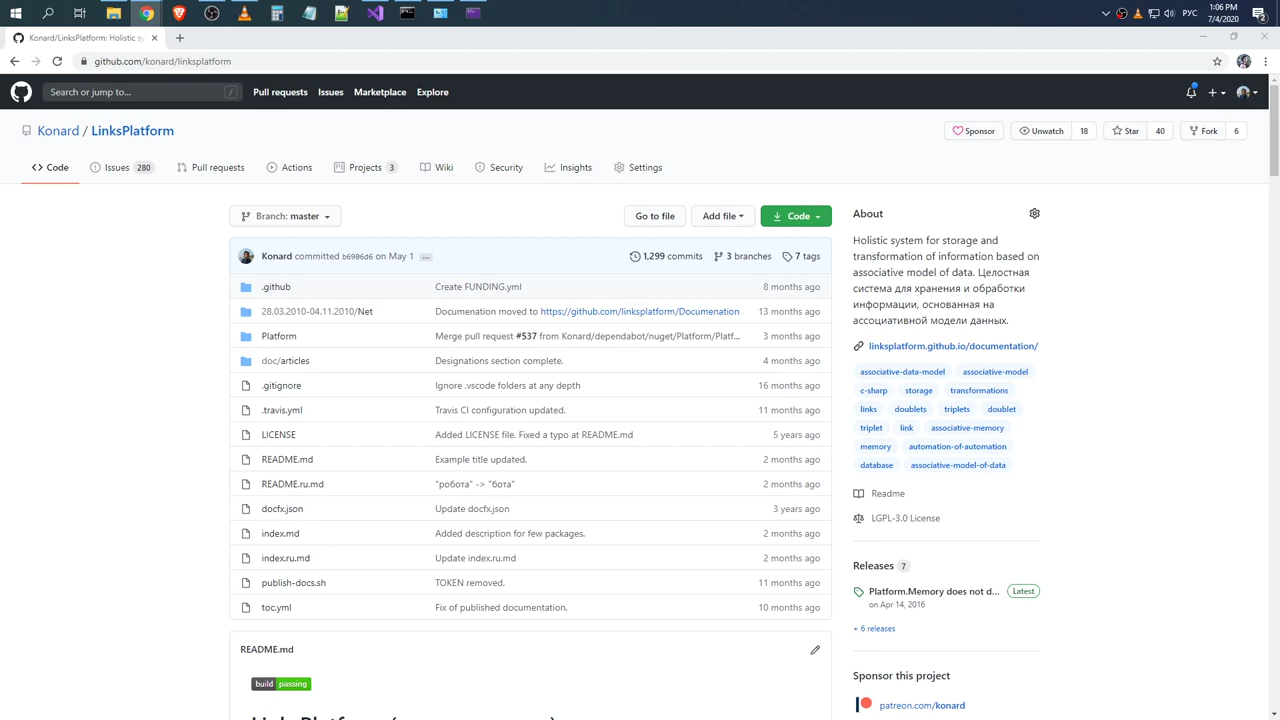 РУС
1:06 PM
7/4/2020
2
Konard/LinksPlatform: Holistic sy
github.com/konard/linksplatform
Search or jump to...
/
Pull requests
Issues
Marketplace
Explore
Konard / LinksPlatform
Sponsor
Unwatch 18
Star 40
Fork 6
Code
Issues 280
Pull requests
Actions
Projects 3
Wiki
Security
Insights
Settings
Branch: master
Go to file
Add file
Code
Konard committed b6906d6 on May 1 ...
1,299 commits
3 branches
7 tags
.github Create FUNDING.yml 8 months ago
28.03.2010-04.11.2010/Net Documenation moved to https://github.com/linksplatform/Documenation 13 months ago
Platform Merge pull request #537 from Konard/dependabot/nuget/Platform/Platf... 3 months ago
doc/articles Designations section complete. 4 months ago
.gitignore Ignore .vscode folders at any depth 16 months ago
.travis.yml Travis CI configuration updated. 11 months ago
LICENSE Added LICENSE file. Fixed a typo at README.md 5 years ago
README.md Example title updated. 2 months ago
README.ru.md "робота" -> "бота" 2 months ago
docfx.json Update docfx.json 3 years ago
index.md Added description for few packages. 2 months ago
index.ru.md Update index.ru.md 2 months ago
publish-docs.sh TOKEN removed. 11 months ago
toc.yml Fix of published documentation. 10 months ago
README.md
build passing
About
Holistic system for storage and
transformation of information based on
associative model of data. Целостная
система для хранения и обработки
информации, основанная на
ассоциативной модели данных.
linksplatform.github.io/documentation/
associative-data-model associative-model
c-sharp storage transformations
links doublets triplets doublet
triplet link associative-memory
memory automation-of-automation
database associative-model-of-data
Readme
LGPL-3.0 License
Releases 7
Platform.Memory does not d... Latest
on Apr 14, 2016
+ 6 releases
Sponsor this project
patreon.com/konard